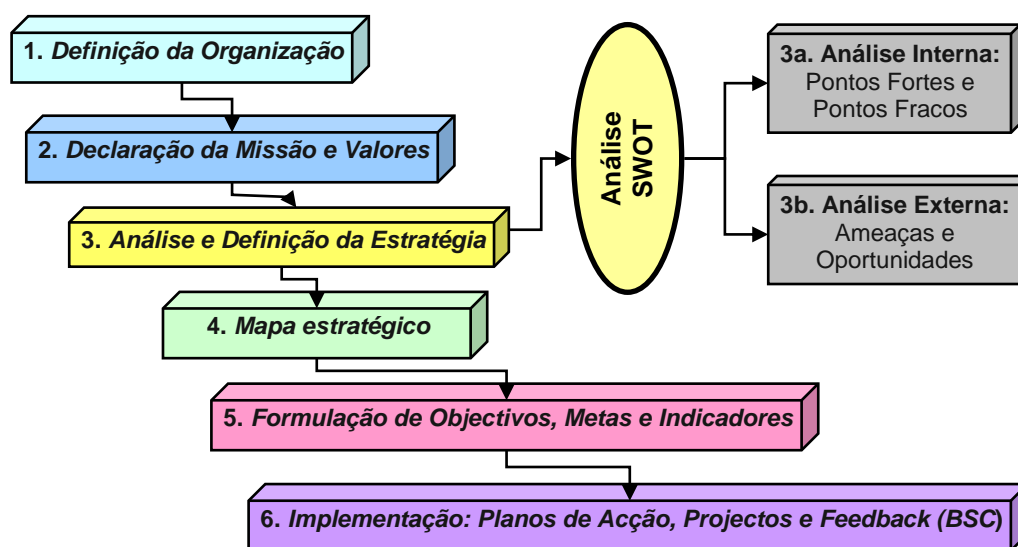 1. Definição da Organização
2. Declaração da Missão e Valores
3. Análise e Definição da Estratégia
Análise
SWOT
3a. Análise Interna:
Pontos Fortes e
Pontos Fracos
3b. Análise Externa:
Ameaças e
Oportunidades
4. Mapa estratégico
5. Formulação de Objectivos, Metas e Indicadores
6. Implementação: Planos de Acção, Projectos e Feedback (BSC)